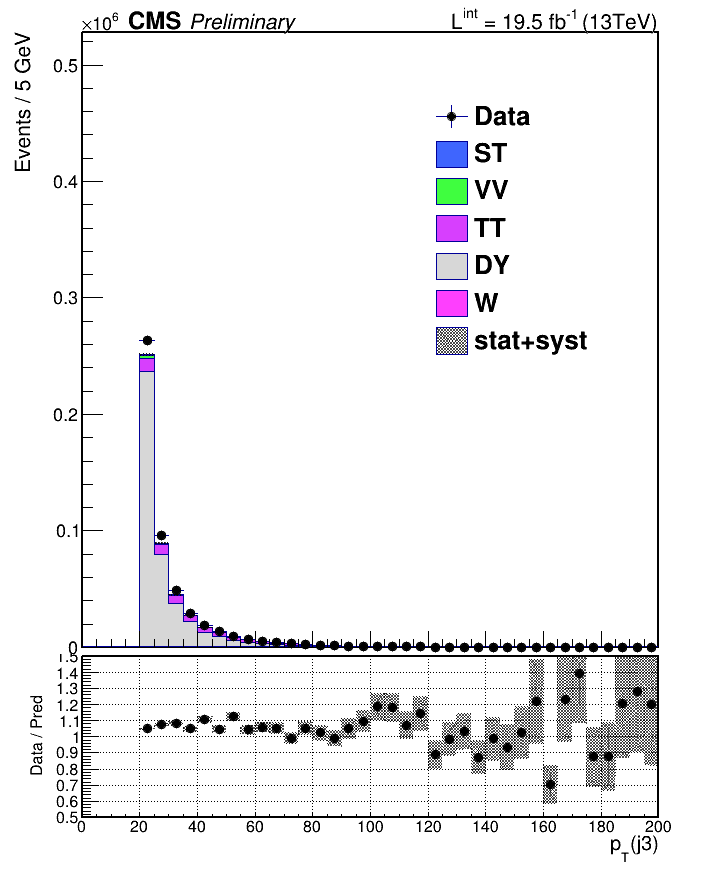 ×10⁶ CMS Preliminary L^int = 19.5 fb⁻¹ (13TeV)
Events / 5 GeV
0.5
0.4
0.3
0.2
0.1
0
Data
ST
VV
TT
DY
W
stat+syst
Data / Pred
1.5
1.4
1.3
1.2
1.1
1
0.9
0.8
0.7
0.6
0.5
0 20 40 60 80 100 120 140 160 180 200
p_T(j3)